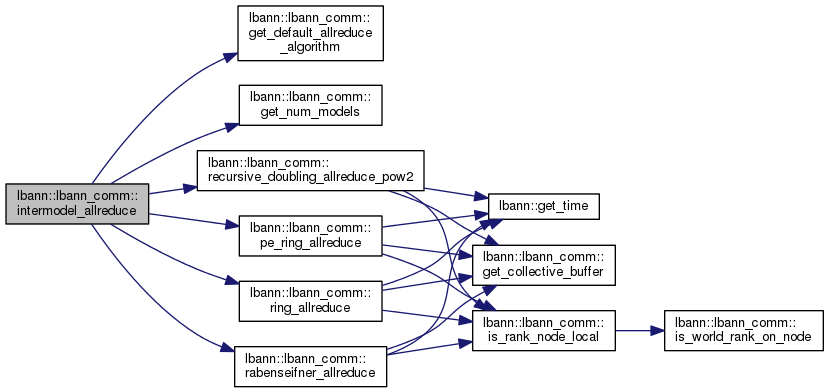 lbann::lbann_comm::
intermodel_allreduce
lbann::lbann_comm::
get_default_allreduce
_algorithm
lbann::lbann_comm::
get_num_models
lbann::lbann_comm::
recursive_doubling_allreduce_pow2
lbann::lbann_comm::
pe_ring_allreduce
lbann::lbann_comm::
ring_allreduce
lbann::lbann_comm::
rabenseifner_allreduce
lbann::get_time
lbann::lbann_comm::
get_collective_buffer
lbann::lbann_comm::
is_rank_node_local
lbann::lbann_comm::
is_world_rank_on_node